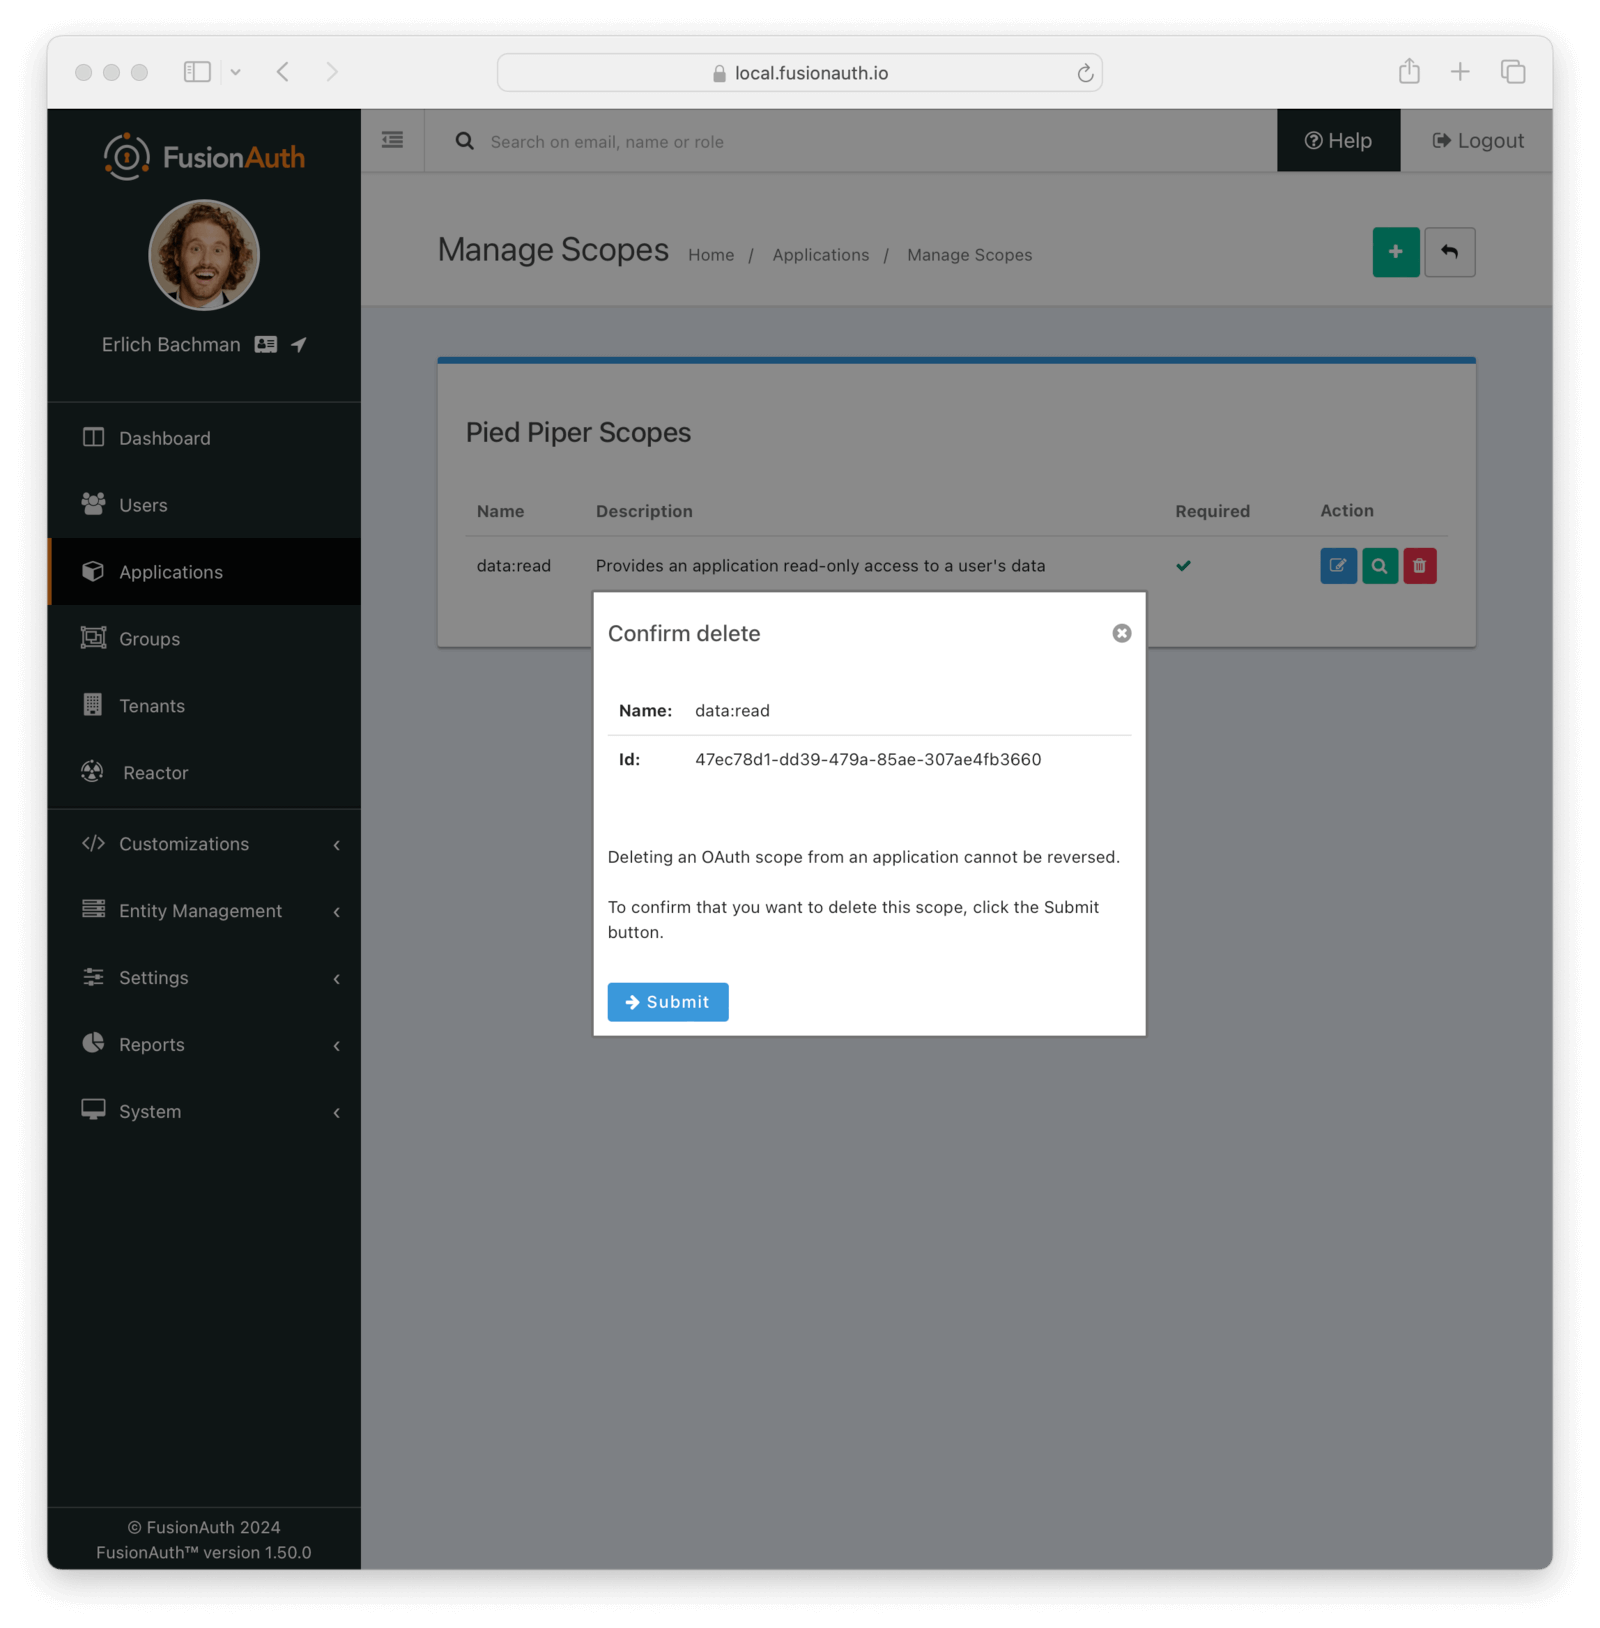 local.fusionauth.io
FusionAuth
Search on email, name or role
Help
Logout
Manage Scopes
Home / Applications / Manage Scopes
Erlich Bachman
Dashboard
Users
Applications
Groups
Tenants
Reactor
Customizations
Entity Management
Settings
Reports
System
© FusionAuth 2024
FusionAuth™ version 1.50.0
Pied Piper Scopes
Name Description Required Action
data:read Provides an application read-only access to a user's data
Confirm delete
Name: data:read
Id: 47ec78d1-dd39-479a-85ae-307ae4fb3660
Deleting an OAuth scope from an application cannot be reversed.
To confirm that you want to delete this scope, click the Submit
button.
Submit